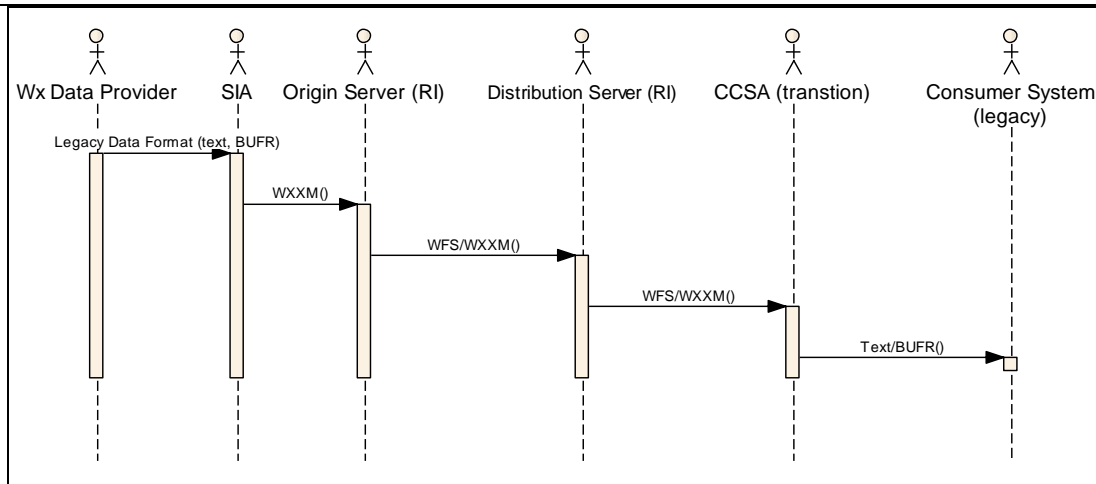 Wx Data Provider
SIA
Origin Server (RI)
Distribution Server (RI)
CCSA (transtion)
Consumer System
(legacy)
Legacy Data Format (text, BUFR)
WXXM()
WFS/WXXM()
WFS/WXXM()
Text/BUFR()